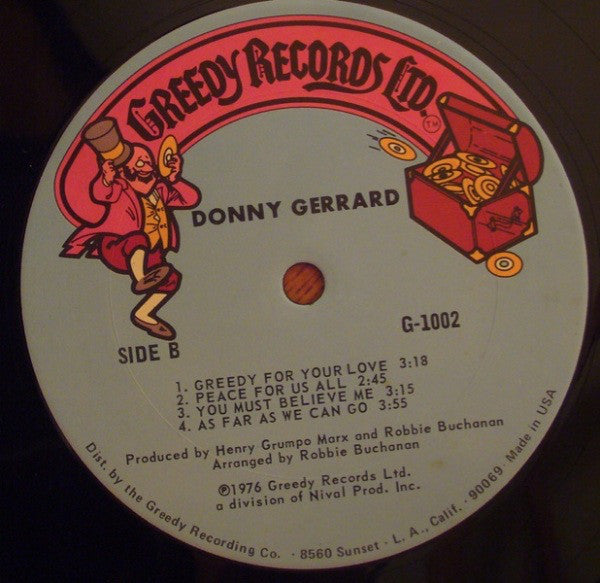 GREEDY RECORDS LTD.
TM
DONNY GERRARD
G-1002
SIDE B
1. GREEDY FOR YOUR LOVE 3:18
2. PEACE FOR US ALL 2:45
3. YOU MUST BELIEVE ME 3:15
4. AS FAR AS WE CAN GO 3:55
Produced by Henry Grumpo Marx and Robbie Buchanan
Arranged by Robbie Buchanan
℗1976 Greedy Records Ltd.
a division of Nival Prod. Inc.
Dist. by the Greedy Recording Co. · 8560 Sunset · L. A., Calif. · 90069 · Made in USA